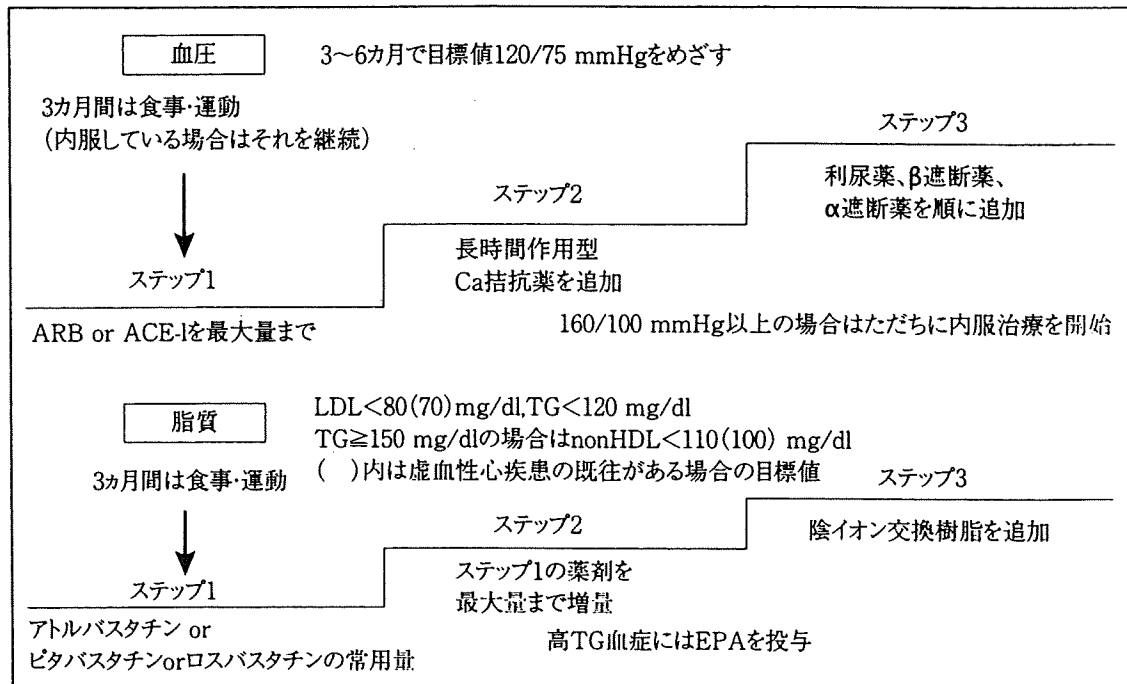 血圧
3〜6カ月で目標値120/75 mmHgをめざす
3カ月間は食事・運動
(内服している場合はそれを継続)
ステップ1
ARB or ACE-Iを最大量まで
ステップ2
長時間作用型
Ca拮抗薬を追加
ステップ3
利尿薬、β遮断薬、
α遮断薬を順に追加
160/100 mmHg以上の場合はただちに内服治療を開始
脂質
LDL<80(70)mg/dl,TG<120 mg/dl
TG≧150 mg/dlの場合はnonHDL<110(100) mg/dl
( )内は虚血性心疾患の既往がある場合の目標値
3ヵ月間は食事・運動
ステップ1
アトルバスタチン or
ピタバスタチンorロスバスタチンの常用量
ステップ2
ステップ1の薬剤を
最大量まで増量
高TG血症にはEPAを投与
ステップ3
陰イオン交換樹脂を追加